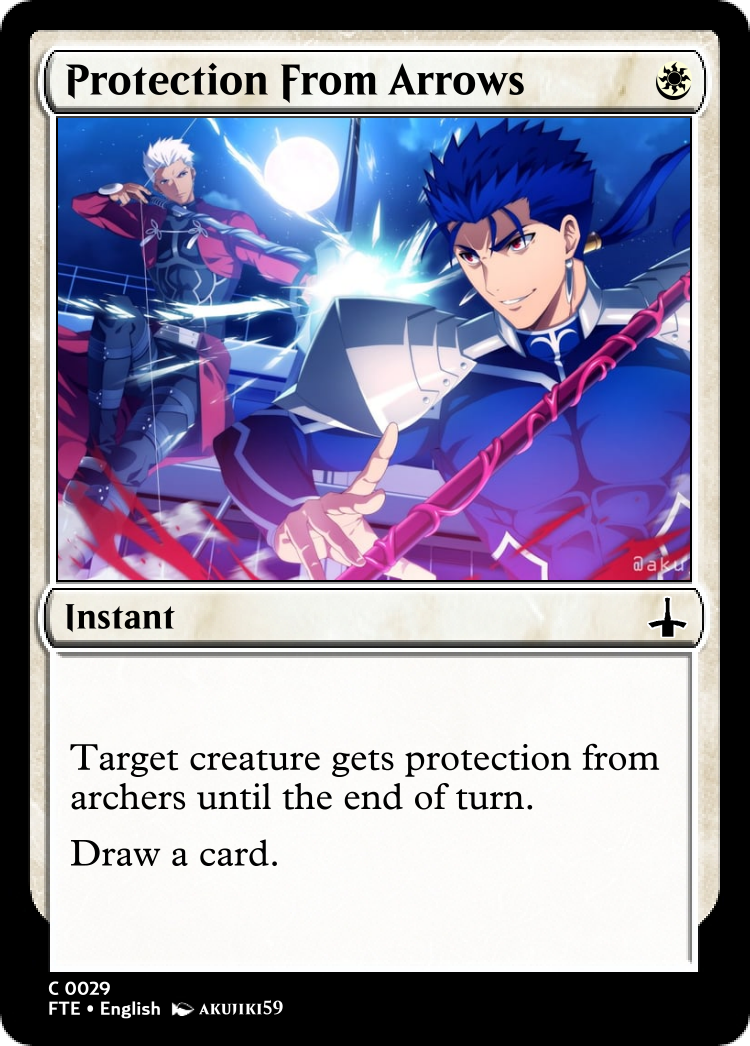 Protection From Arrows
@aku
Instant
Target creature gets protection from
archers until the end of turn.
Draw a card.
C 0029
FTE • English AKUJIKI59